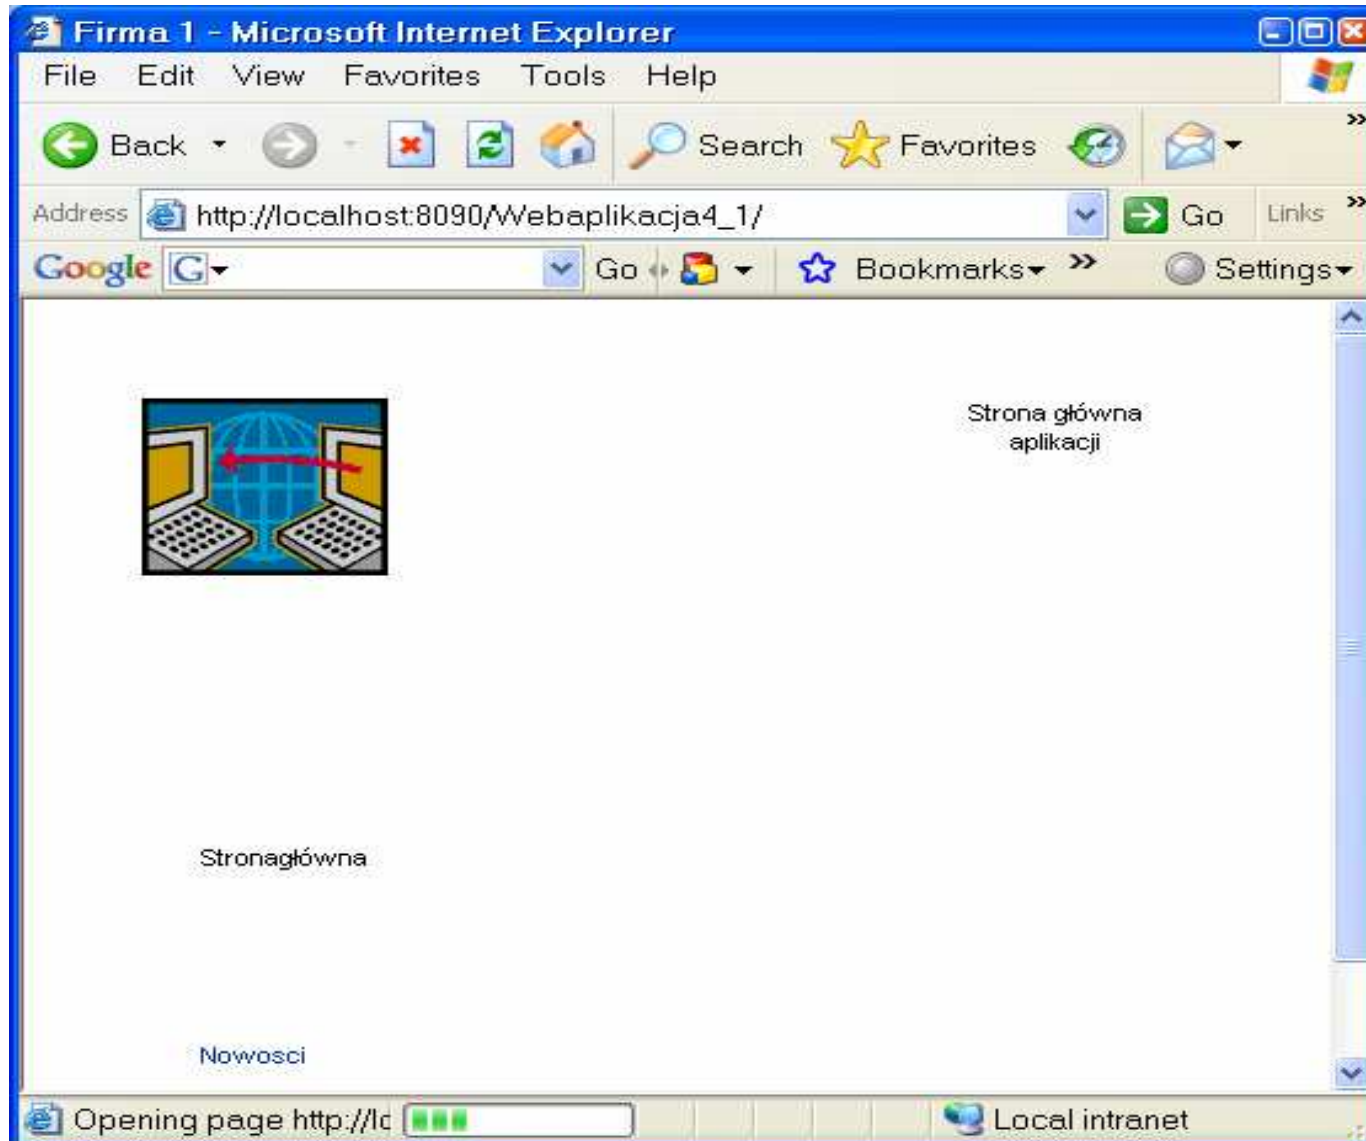 Firma 1 - Microsoft Internet Explorer
File Edit View Favorites Tools Help
Back Search Favorites »
Address http://localhost:8090/Webaplikacja4_1/ Go Links »
Google G Go Bookmarks » Settings
Strona główna
aplikacji
Stronagłówna
Nowosci
Opening page http://lc Local intranet